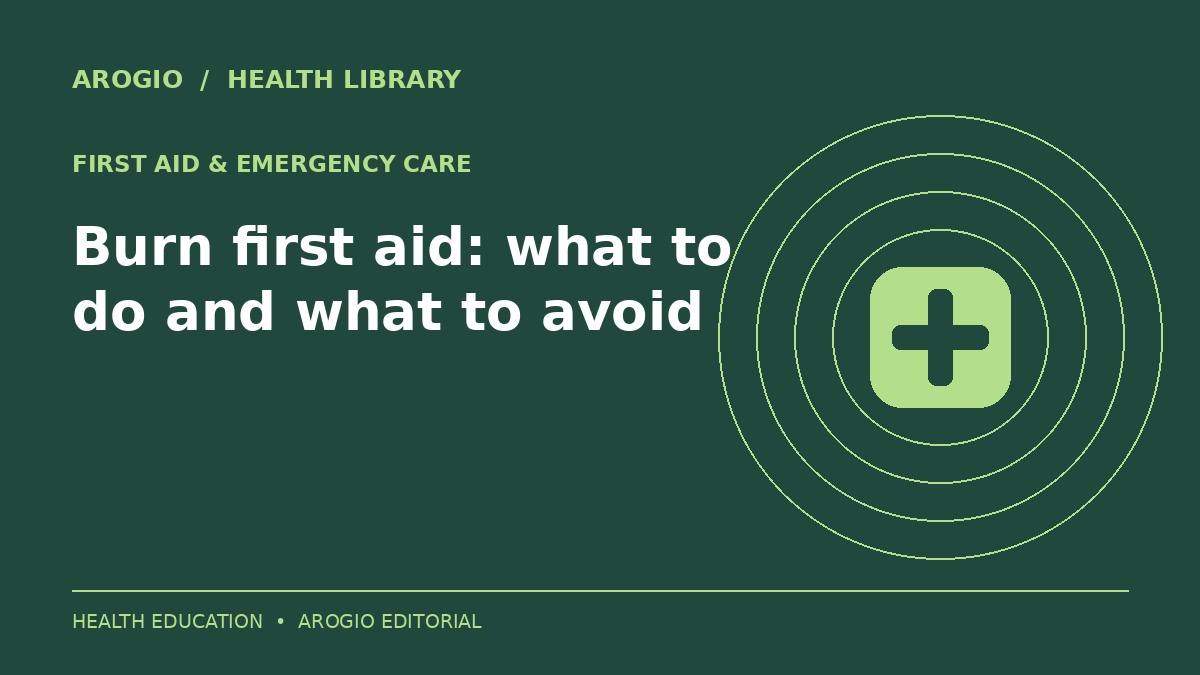 AROGIO / HEALTH LIBRARY
FIRST AID & EMERGENCY CARE
Burn first aid: what to
do and what to avoid
HEALTH EDUCATION • AROGIO EDITORIAL